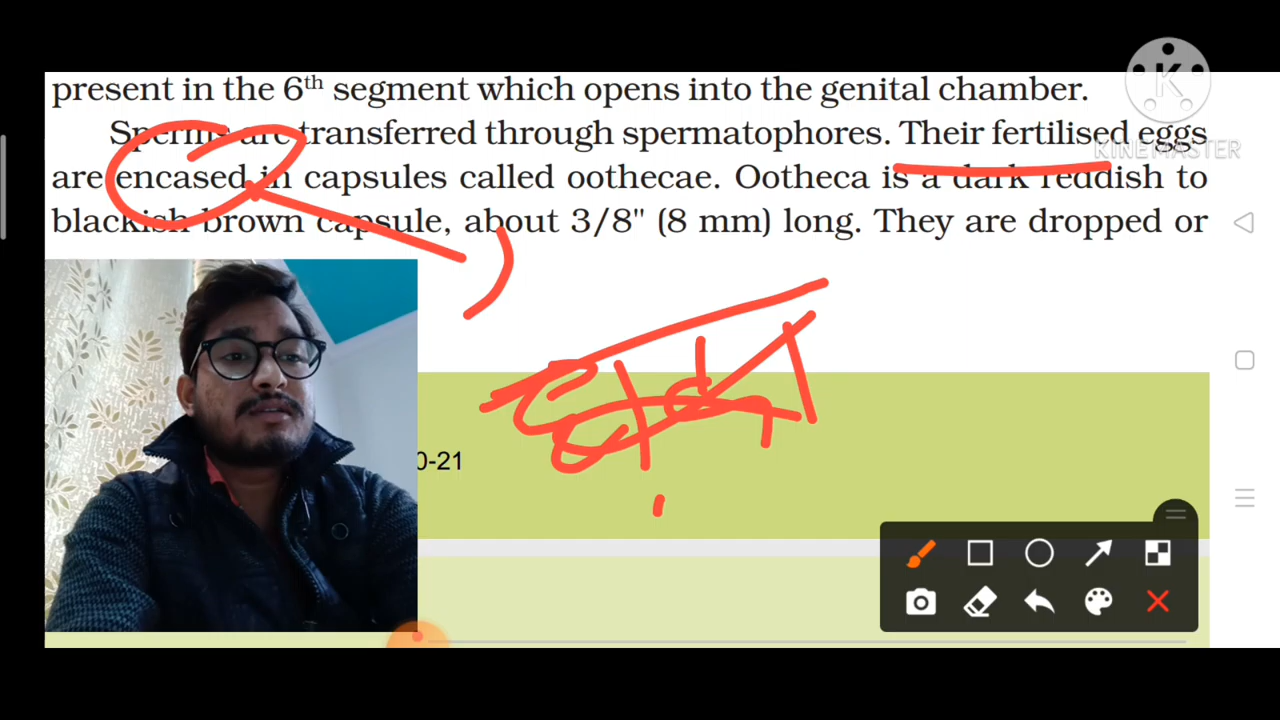 present in the 6th segment which opens into the genital chamber.
Sperms are transferred through spermatophores. Their fertilised eggs
are encased in capsules called oothecae. Ootheca is a dark reddish to
blackish brown capsule, about 3/8" (8 mm) long. They are dropped or
0-21
K
KINEMASTER